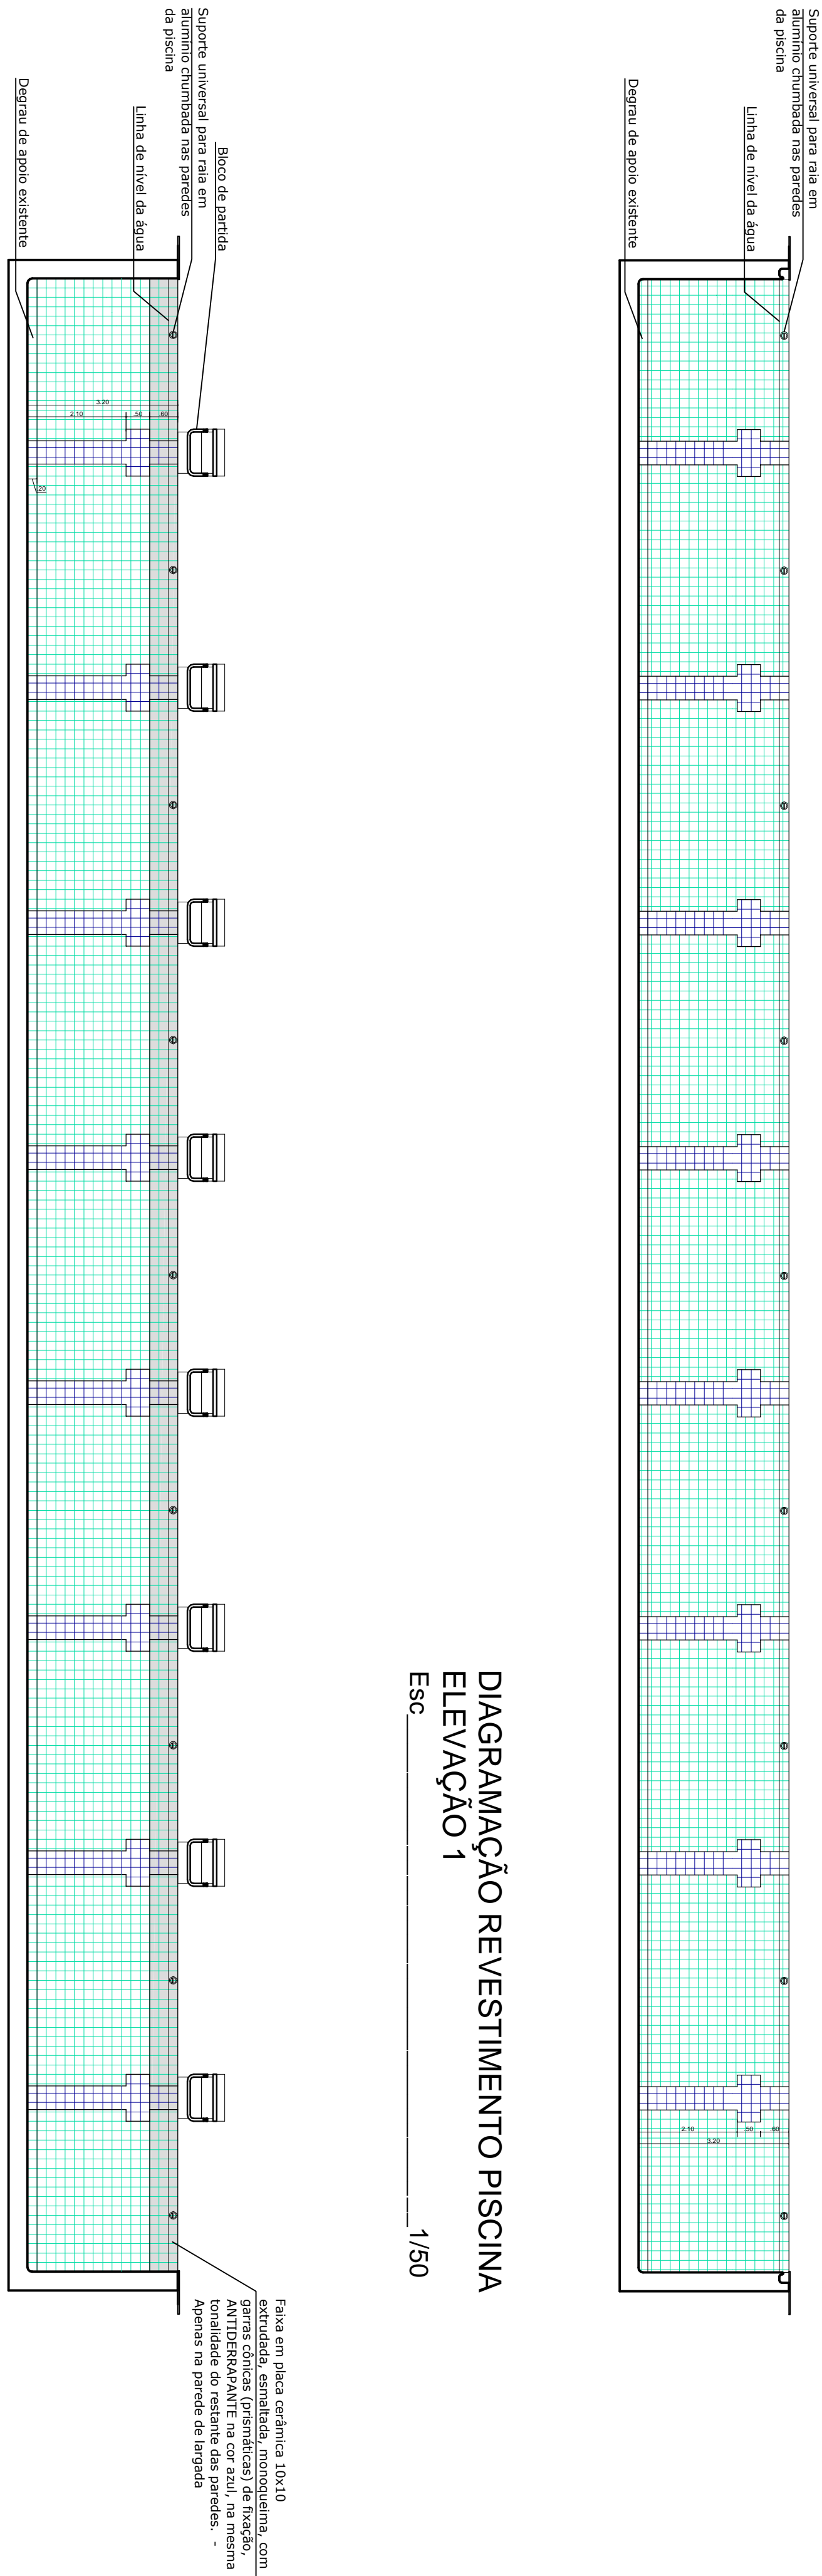 Suporte universal para raia em
alumínio chumbada nas paredes
da piscina
Linha de nível da água
Degrau de apoio existente
2.10
.50
.60
3.20
DIAGRAMAÇÃO REVESTIMENTO PISCINA
ELEVAÇÃO 1
Esc
1/50
Bloco de partida
Suporte universal para raia em
alumínio chumbada nas paredes
da piscina
Linha de nível da água
Degrau de apoio existente
3.20
2.10
.50
.60
.20
Faixa em placa cerâmica 10x10
extrudada, esmaltada, monoqueima, com
garras cônicas (prismáticas) de fixação,
ANTIDERRAPANTE na cor azul, na mesma
tonalidade do restante das paredes. -
Apenas na parede de largada